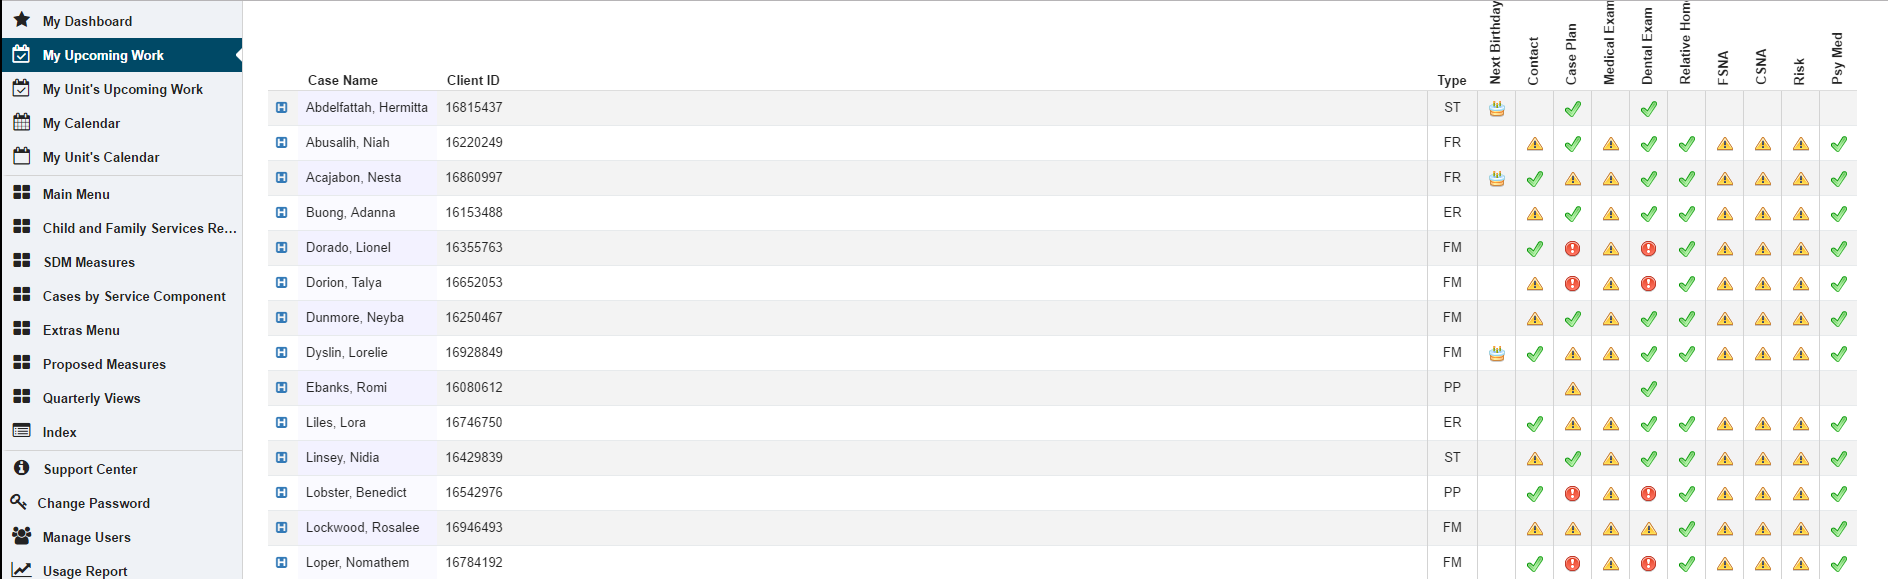 My Dashboard
My Upcoming Work
My Unit's Upcoming Work
My Calendar
My Unit's Calendar
Main Menu
Child and Family Services Re...
SDM Measures
Cases by Service Component
Extras Menu
Proposed Measures
Quarterly Views
Index
Support Center
Change Password
Manage Users
Usage Report
Case Name Client ID Type Next Birthday Contact Case Plan Medical Exam Dental Exam Relative Hom FSNA CSNA Risk Psy Med
Abdelfattah, Hermitta 16815437 ST
Abusalih, Niah 16220249 FR
Acajabon, Nesta 16860997 FR
Buong, Adanna 16153488 ER
Dorado, Lionel 16355763 FM
Dorion, Talya 16652053 FM
Dunmore, Neyba 16250467 FM
Dyslin, Lorelie 16928849 FM
Ebanks, Romi 16080612 PP
Liles, Lora 16746750 ER
Linsey, Nidia 16429839 ST
Lobster, Benedict 16542976 PP
Lockwood, Rosalee 16946493 FM
Loper, Nomathem 16784192 FM